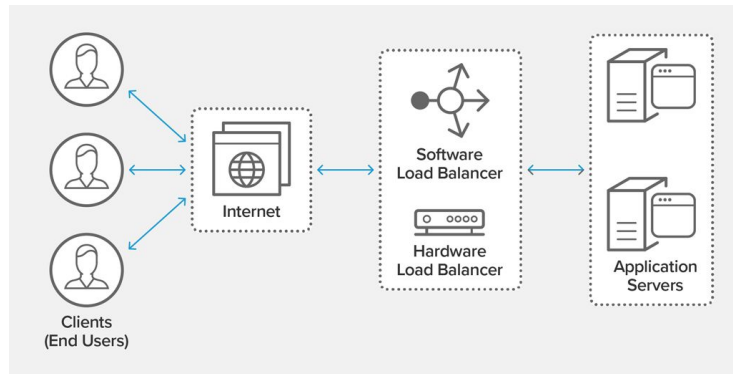 Clients
(End Users)
Internet
Software
Load Balancer
Hardware
Load Balancer
Application
Servers